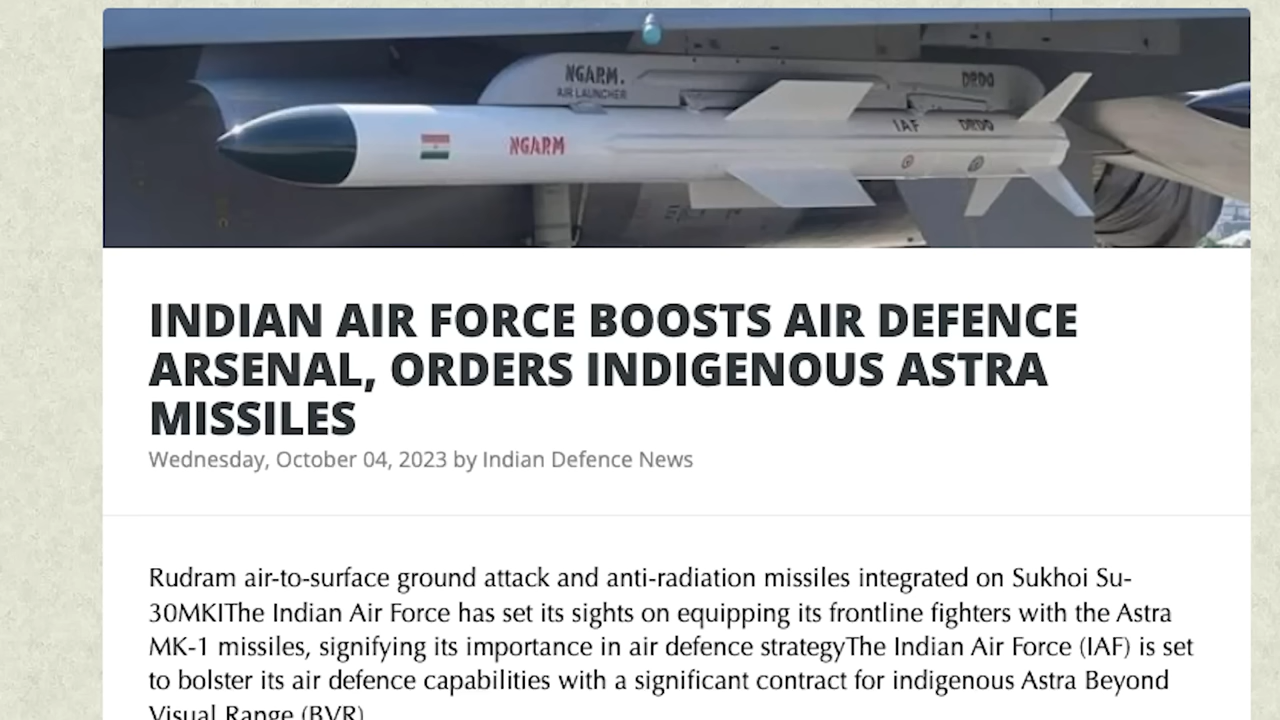 NGARM.
AIR LAUNCHER
DRDO
NGARM
IAF DRDO
INDIAN AIR FORCE BOOSTS AIR DEFENCE
ARSENAL, ORDERS INDIGENOUS ASTRA
MISSILES
Wednesday, October 04, 2023 by Indian Defence News
Rudram air-to-surface ground attack and anti-radiation missiles integrated on Sukhoi Su-
30MKIThe Indian Air Force has set its sights on equipping its frontline fighters with the Astra
MK-1 missiles, signifying its importance in air defence strategyThe Indian Air Force (IAF) is set
to bolster its air defence capabilities with a significant contract for indigenous Astra Beyond
Visual Range (BVR)